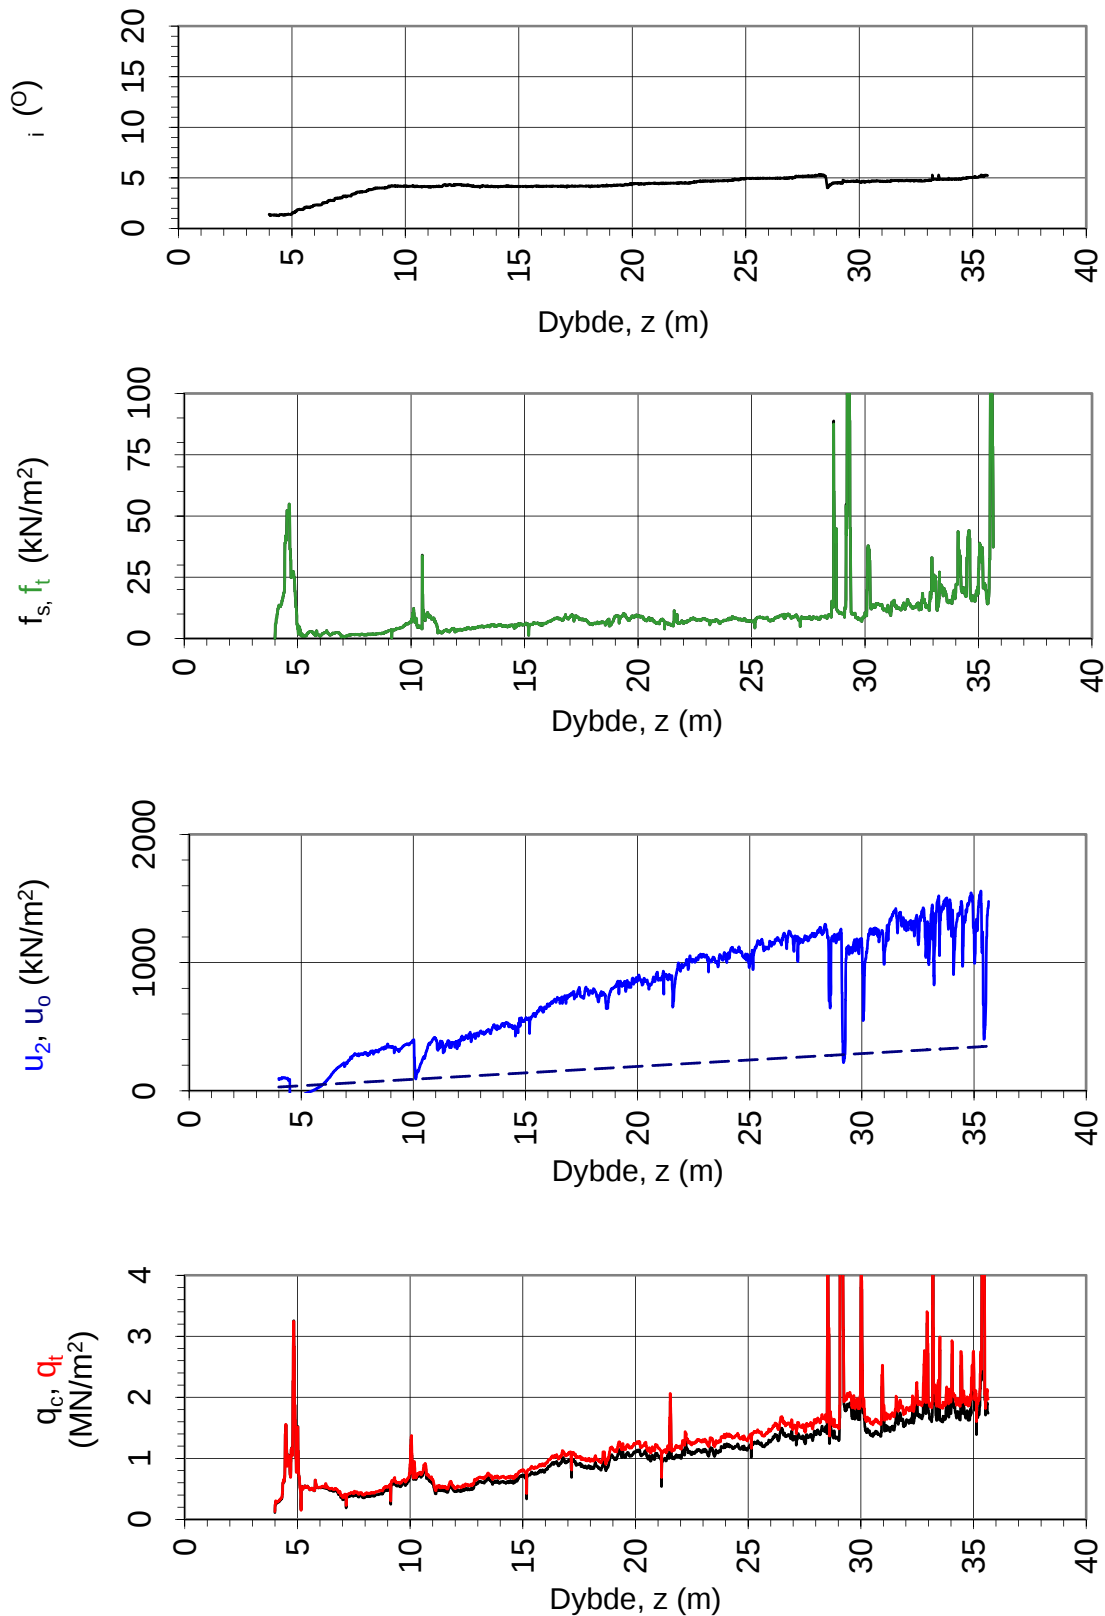 i (O)
20
15
10
5
0
0 5 10 15 20 25 30 35 40
Dybde, z (m)
fs, ft (kN/m2)
100
75
50
25
0
0 5 10 15 20 25 30 35 40
Dybde, z (m)
u2, uo (kN/m2)
2000
1000
0
0 5 10 15 20 25 30 35 40
Dybde, z (m)
qc, qt
(MN/m2)
4
3
2
1
0
0 5 10 15 20 25 30 35 40
Dybde, z (m)